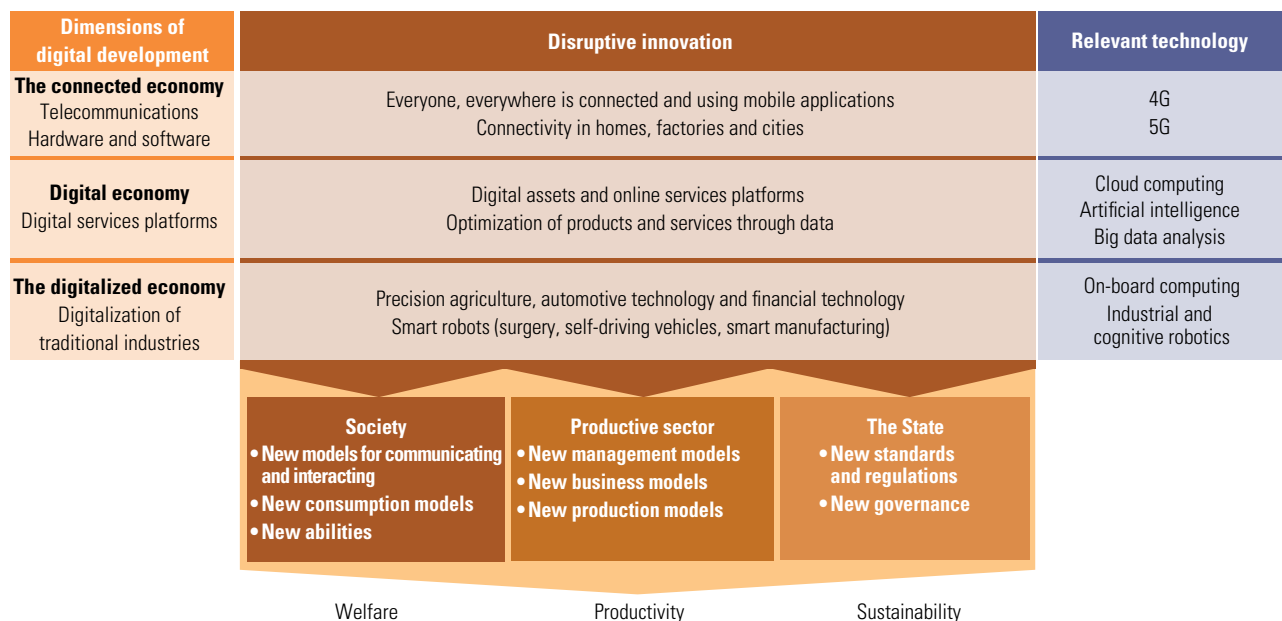 Dimensions of
digital development
Disruptive innovation
Relevant technology
The connected economy
Telecommunications
Hardware and software
Everyone, everywhere is connected and using mobile applications
Connectivity in homes, factories and cities
4G
5G
Digital economy
Digital services platforms
Digital assets and online services platforms
Optimization of products and services through data
Cloud computing
Artificial intelligence
Big data analysis
The digitalized economy
Digitalization of
traditional industries
Precision agriculture, automotive technology and financial technology
Smart robots (surgery, self-driving vehicles, smart manufacturing)
On-board computing
Industrial and
cognitive robotics
Society
• New models for communicating
and interacting
• New consumption models
• New abilities
Productive sector
• New management models
• New business models
• New production models
The State
• New standards
and regulations
• New governance
Welfare
Productivity
Sustainability